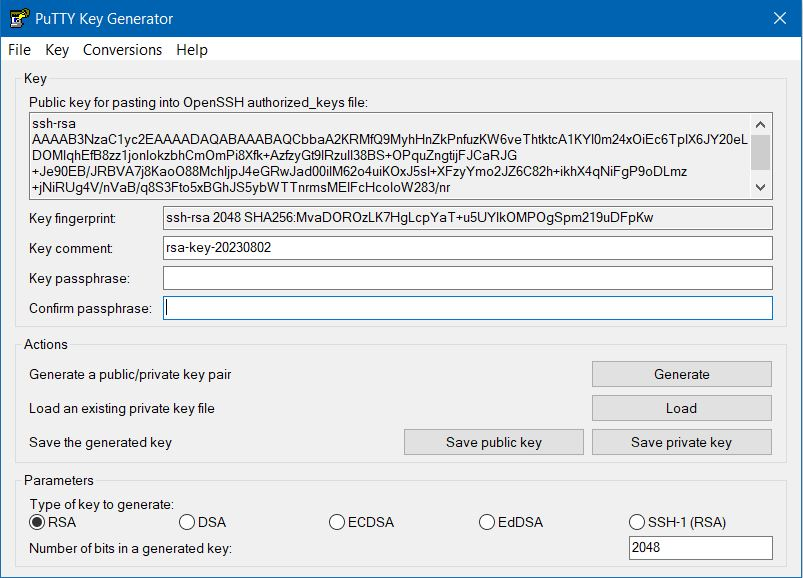 PuTTY Key Generator
File Key Conversions Help
Key
Public key for pasting into OpenSSH authorized_keys file:
ssh-rsa
AAAAB3NzaC1yc2EAAAADAQABAAABAQCbbaA2KRMfQ9MyhHnZkPnfuzKW6veThtktcA1KYI0m24xOiEc6TplX6JY20eL
DOMlqhEfB8zz1jonlokzbhCmOmPi8Xfk+AzfzyGt9lRzull38BS+OPquZngtijFJCaRJG
+Je90EB/JRBVA7j8KaoO88MchljpJ4eGRwJad00iIM62o4uiKOxJ5sI+XFzyYmo2JZ6C82h+ikhX4qNiFgP9oDLmz
+jNiRUg4V/nVaB/q8S3Fto5xBGhJS5ybWTTnrmsMElFcHcoIoW283/nr
Key fingerprint: ssh-rsa 2048 SHA256:MvaDOROzLK7HgLcpYaT+u5UYlkOMPOgSpm219uDFpKw
Key comment: rsa-key-20230802
Key passphrase:
Confirm passphrase:
Actions
Generate a public/private key pair Generate
Load an existing private key file Load
Save the generated key Save public key Save private key
Parameters
Type of key to generate:
RSA DSA ECDSA EdDSA SSH-1 (RSA)
Number of bits in a generated key: 2048